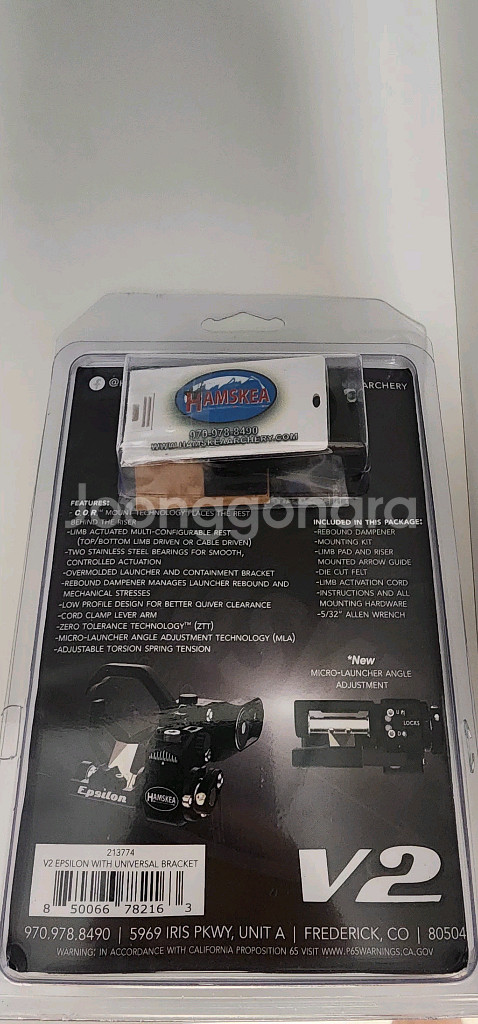 ARCHERY
HAMSKEA
970-978-8490
WWW.HAMSKEAARCHERY.COM
Joonggonara
FEATURES:
-C.O.R.™ MOUNT TECHNOLOGY PLACES THE REST
BEHIND THE RISER
-LIMB ACTUATED MULTI-CONFIGURABLE REST
(TOP/BOTTOM LIMB DRIVEN OR CABLE DRIVEN)
-TWO STAINLESS STEEL BEARINGS FOR SMOOTH,
CONTROLLED ACTUATION
-OVERMOLDED LAUNCHER AND CONTAINMENT BRACKET
-REBOUND DAMPENER MANAGES LAUNCHER REBOUND AND
MECHANICAL STRESSES
-LOW PROFILE DESIGN FOR BETTER QUIVER CLEARANCE
-CORD CLAMP LEVER ARM
-ZERO TOLERANCE TECHNOLOGY™ (ZTT)
-MICRO-LAUNCHER ANGLE ADJUSTMENT TECHNOLOGY (MLA)
-ADJUSTABLE TORSION SPRING TENSION
INCLUDED IN THIS PACKAGE:
-REBOUND DAMPENER
-MOUNTING KIT
-LIMB PAD AND RISER
MOUNTED ARROW GUIDE
-DIE CUT FELT
-LIMB ACTIVATION CORD
-INSTRUCTIONS AND ALL
MOUNTING HARDWARE
-5/32" ALLEN WRENCH
*New
MICRO-LAUNCHER ANGLE
ADJUSTMENT
U
LOCKS
D
Epsilon
HAMSKEA
213774
V2 EPSILON WITH UNIVERSAL BRACKET
8 50066 78216 3
V2
970.978.8490 | 5969 IRIS PKWY, UNIT A | FREDERICK, CO | 80504
WARNING: IN ACCORDANCE WITH CALIFORNIA PROPOSITION 65 VISIT WWW.P65WARNINGS.CA.GOV